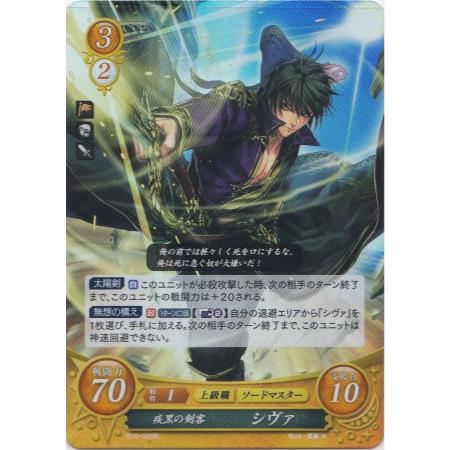 3
2
俺の前では軽々しく死を口にするな。
俺は死に急ぐ奴が大嫌いだ！
太陽剣 自 このユニットが必殺攻撃した時、次の相手のターン終了
まで、このユニットの戦闘力は＋20される。
無想の構え 起 1ターンに1回 【2】 自分の退避エリアから『シヴァ』を
1枚選び、手札に加える。次の相手のターン終了まで、このユニットは
神速回避できない。
戦闘力
70
射程 1
上級職
ソードマスター
支援力
10
疾黒の剣客
シヴァ